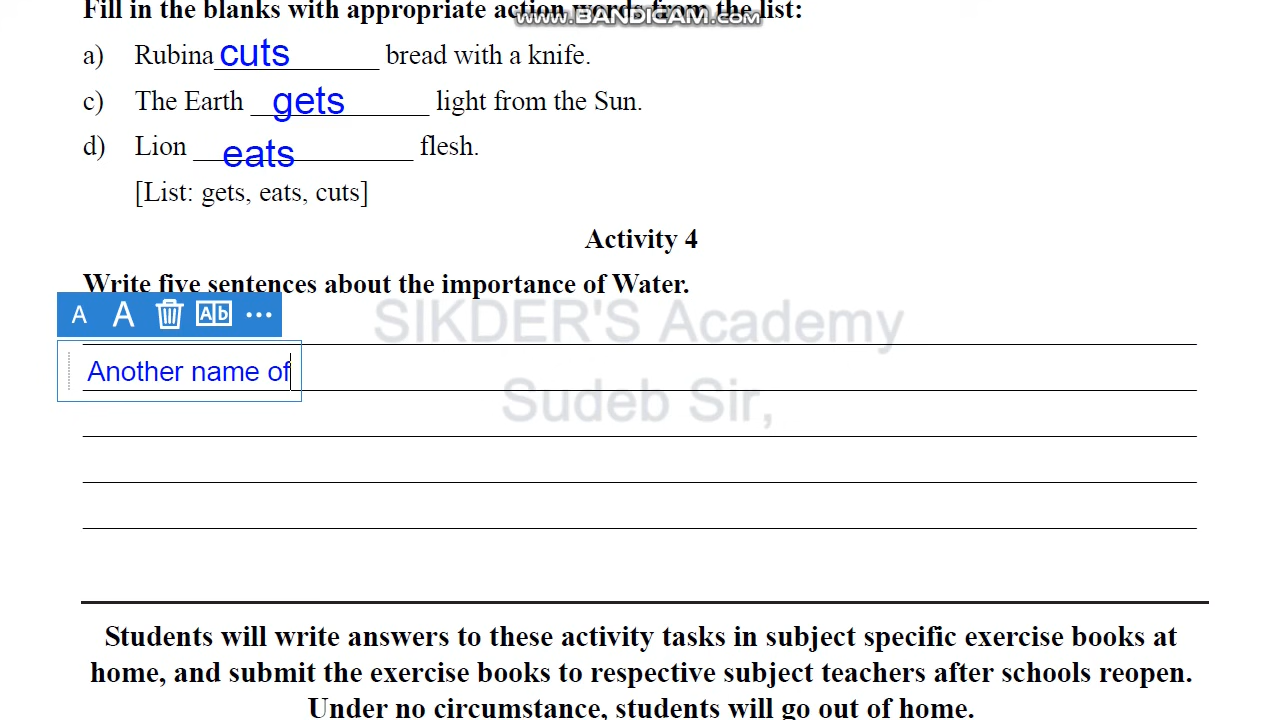 Fill in the blanks with appropriate action words from the list:
www.BANDICAM.com
a) Rubina cuts bread with a knife.
c) The Earth gets light from the Sun.
d) Lion eats flesh.
[List: gets, eats, cuts]
Activity 4
Write five sentences about the importance of Water.
A A Ab ...
SIKDER'S Academy
Another name of
Sudeb Sir,
Students will write answers to these activity tasks in subject specific exercise books at
home, and submit the exercise books to respective subject teachers after schools reopen.
Under no circumstance, students will go out of home.